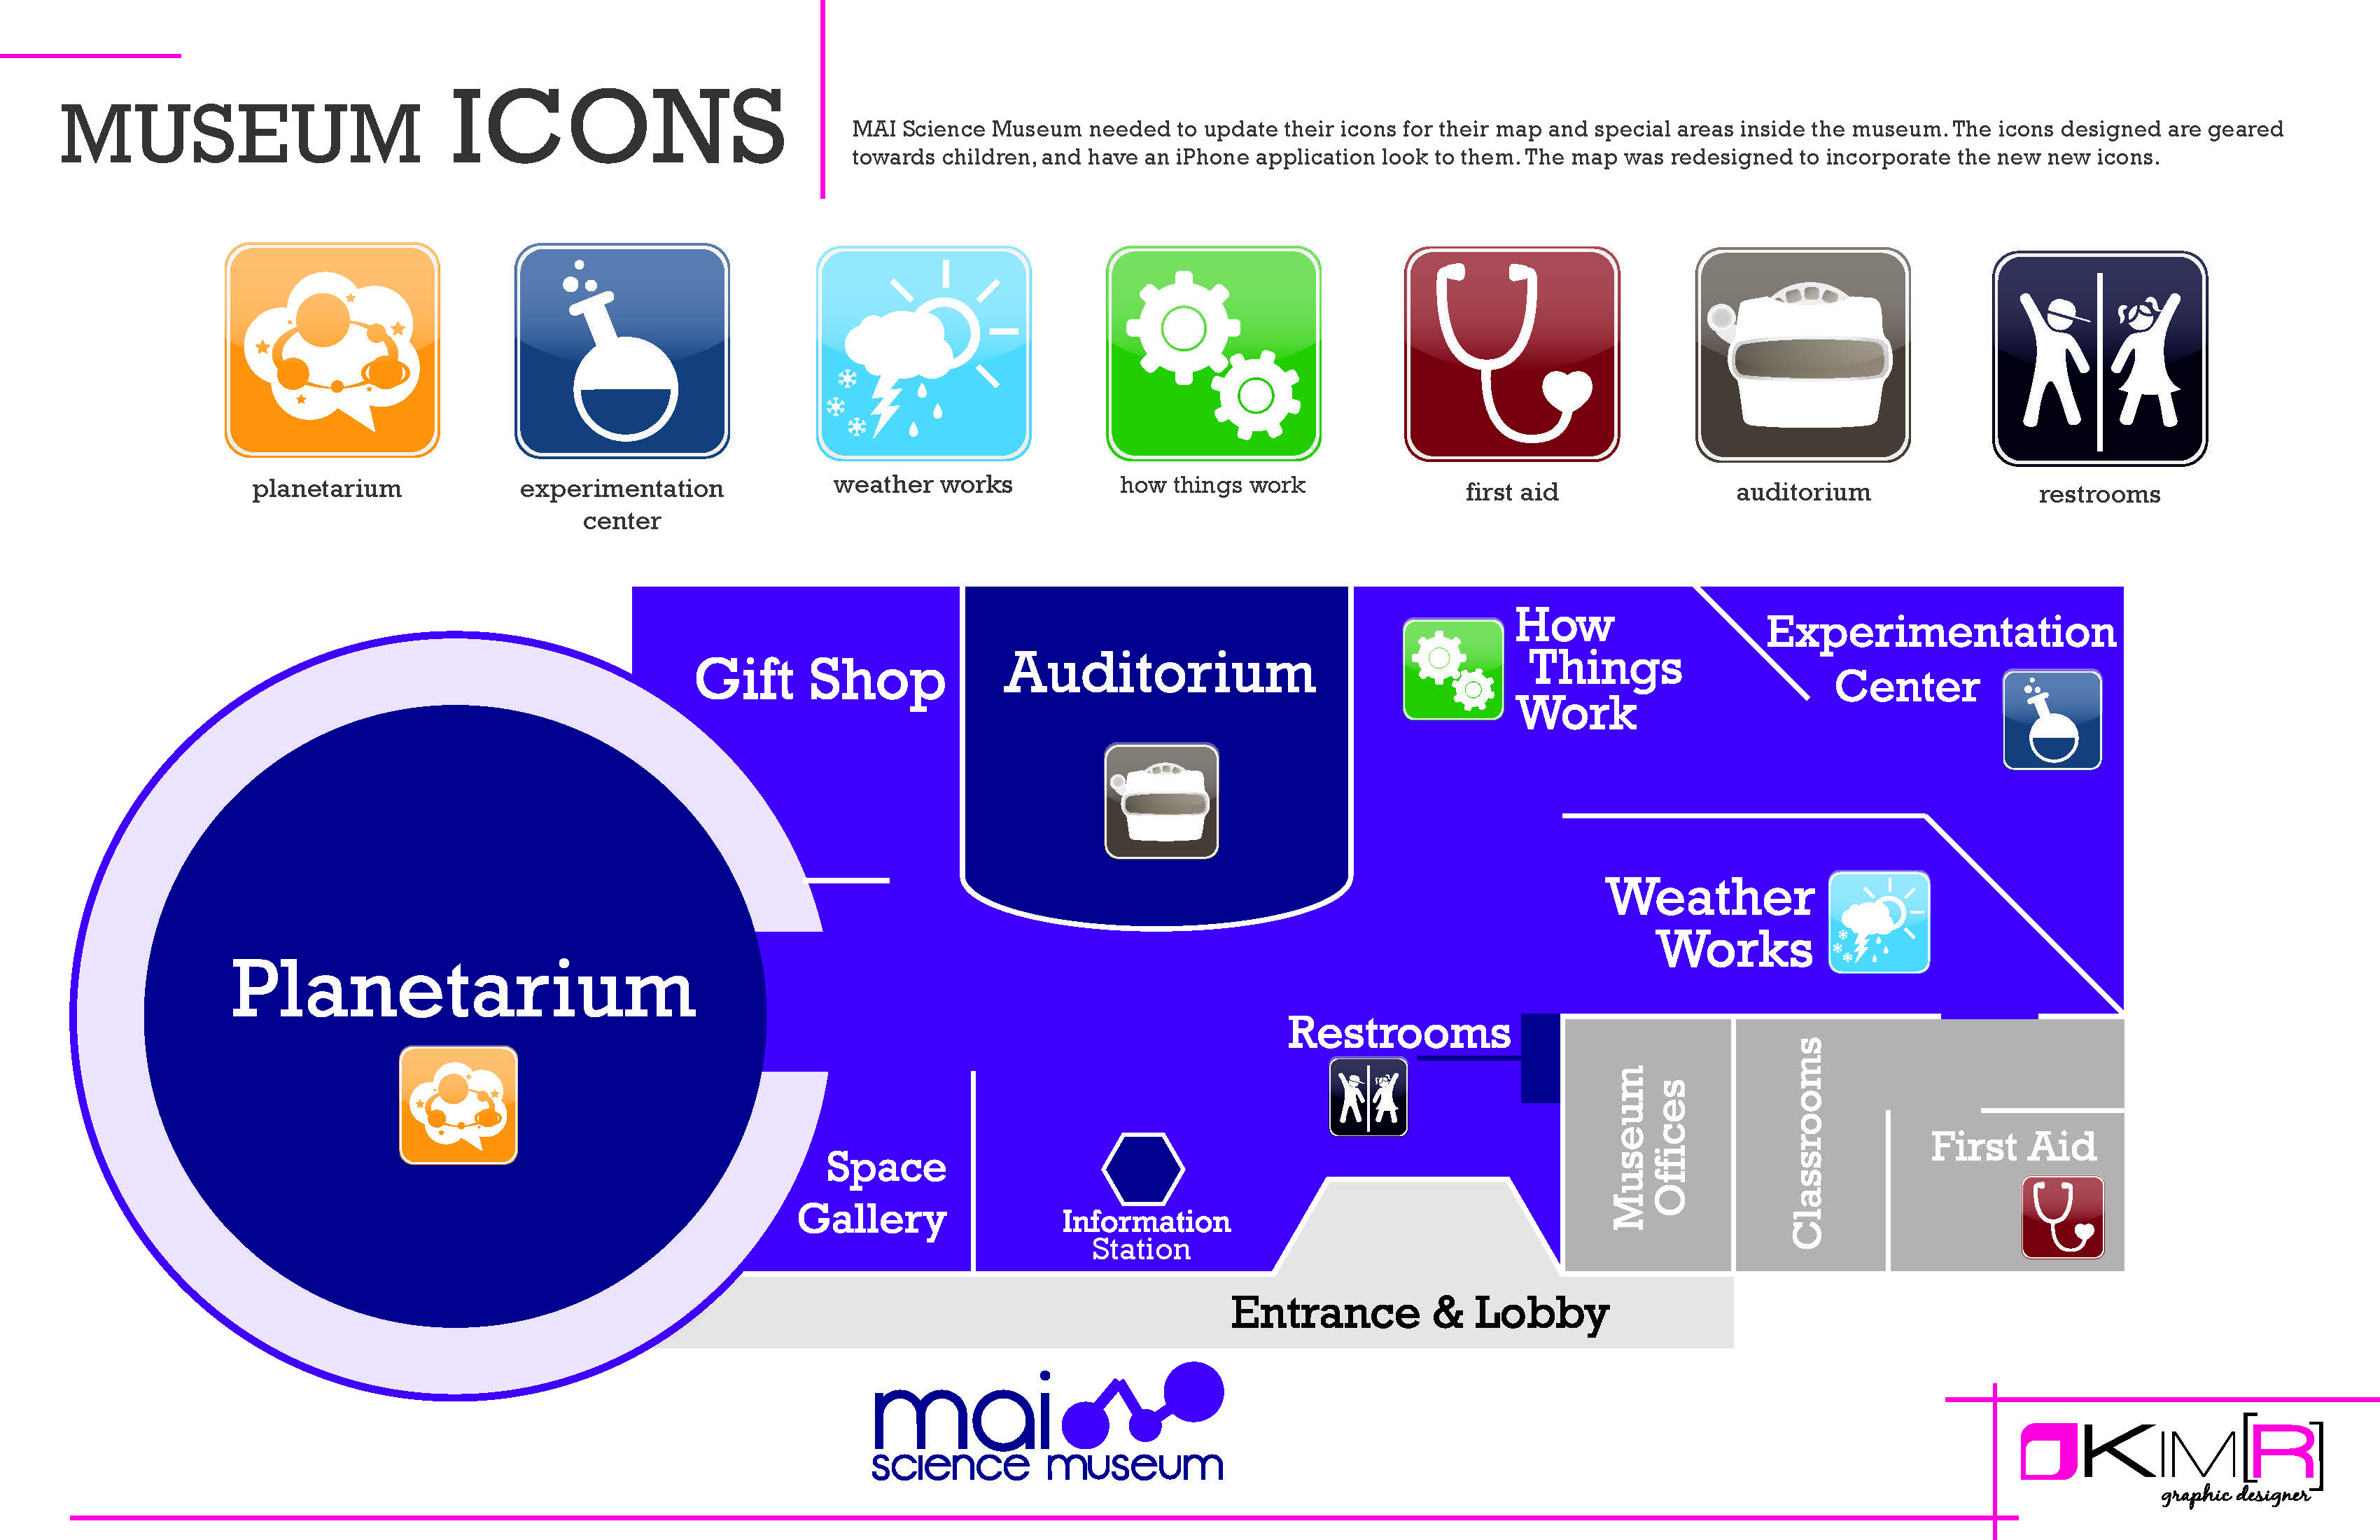 MUSEUM ICONS
MAI Science Museum needed to update their icons for their map and special areas inside the museum. The icons designed are geared
towards children, and have an iPhone application look to them. The map was redesigned to incorporate the new new icons.
planetarium
experimentation
center
weather works
how things work
first aid
auditorium
restrooms
Gift Shop
Auditorium
How
Things
Work
Experimentation
Center
Weather
Works
Planetarium
Restrooms
Space
Gallery
Information
Station
Museum
Offices
Classrooms
First Aid
Entrance & Lobby
mai
science museum
KIM[R]
graphic designer